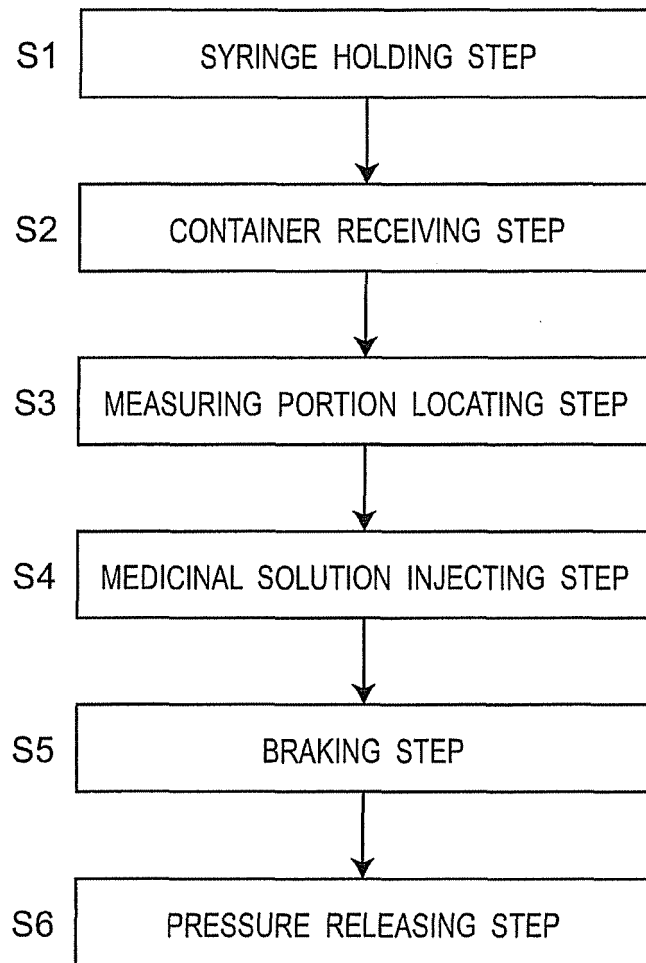 S1 SYRINGE HOLDING STEP
S2 CONTAINER RECEIVING STEP
S3 MEASURING PORTION LOCATING STEP
S4 MEDICINAL SOLUTION INJECTING STEP
S5 BRAKING STEP
S6 PRESSURE RELEASING STEP